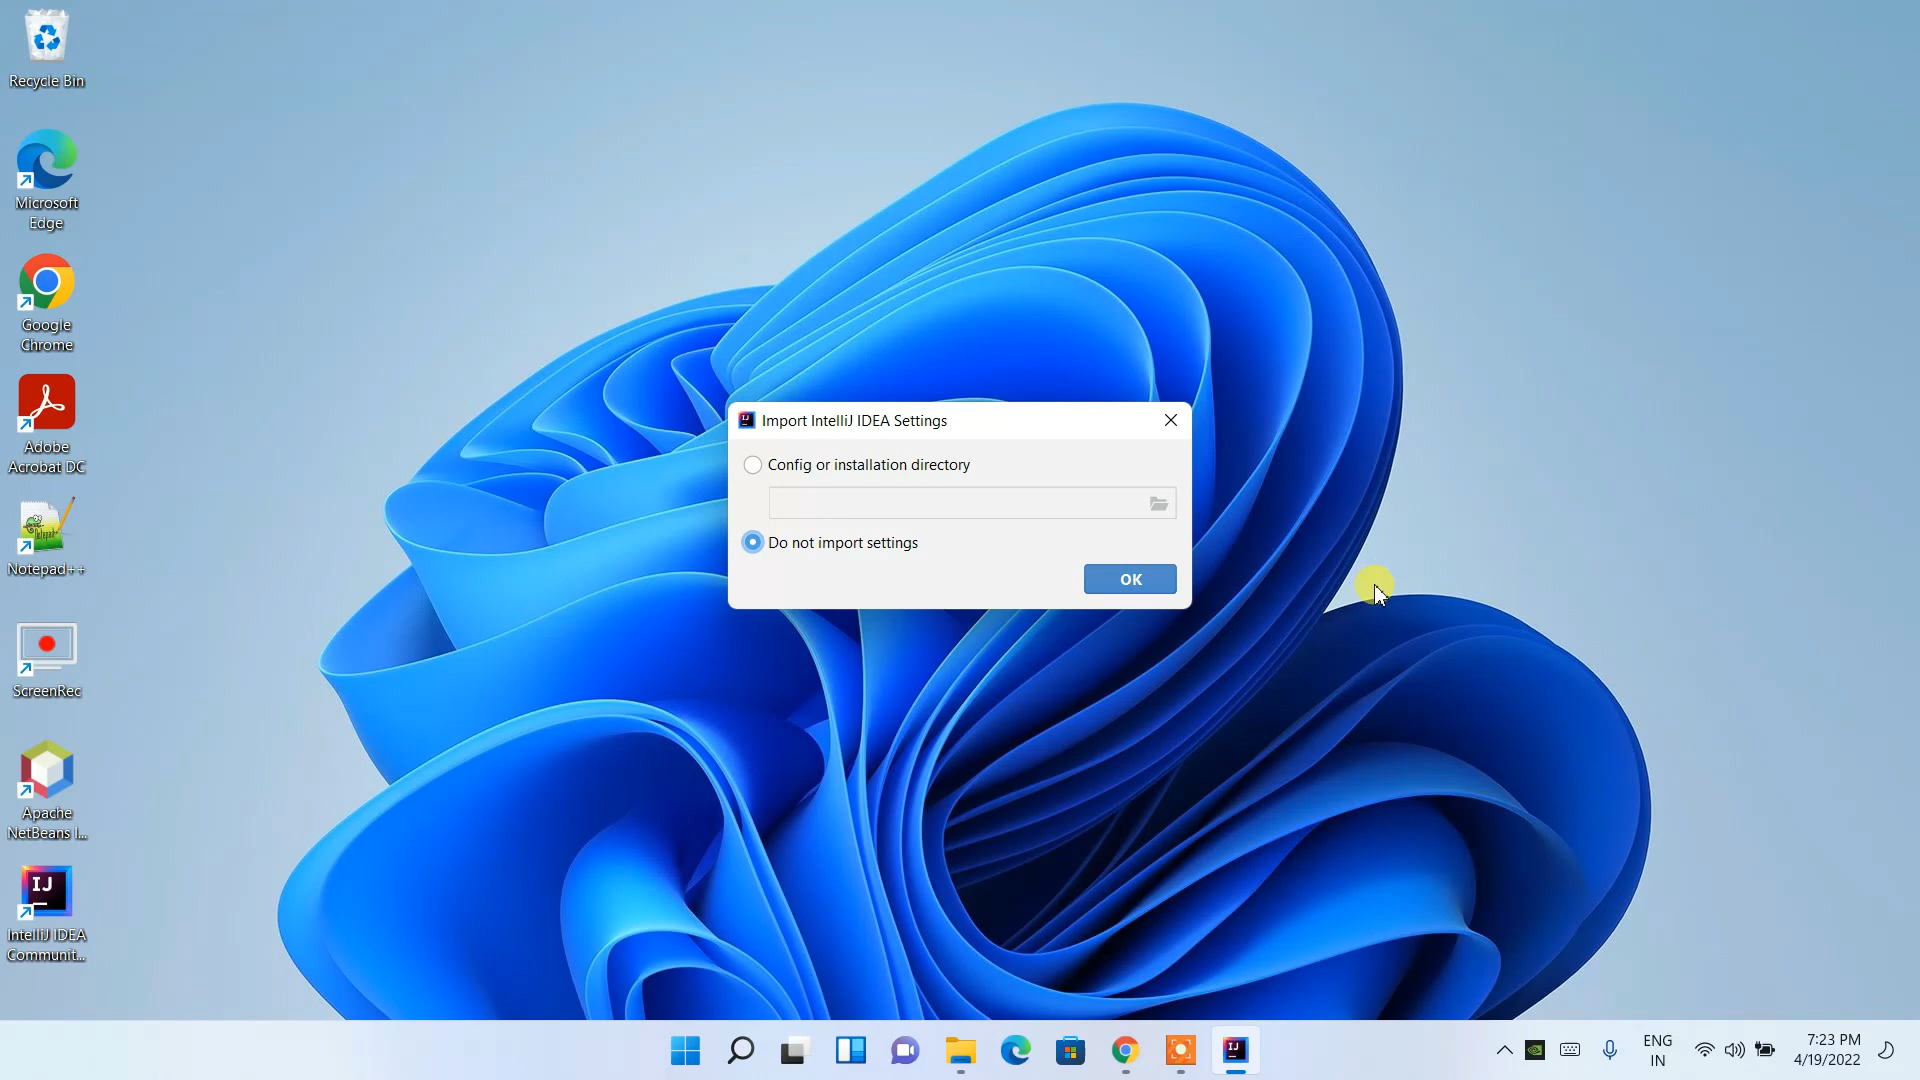 Recycle Bin
Microsoft
Edge
Google
Chrome
Adobe
Acrobat DC
Notepad++
ScreenRec
Apache
NetBeans I...
IJ
IntelliJ IDEA
Communit...
IJ
Import IntelliJ IDEA Settings
Config or installation directory
Do not import settings
OK
IJ
ENG
IN
7:23 PM
4/19/2022